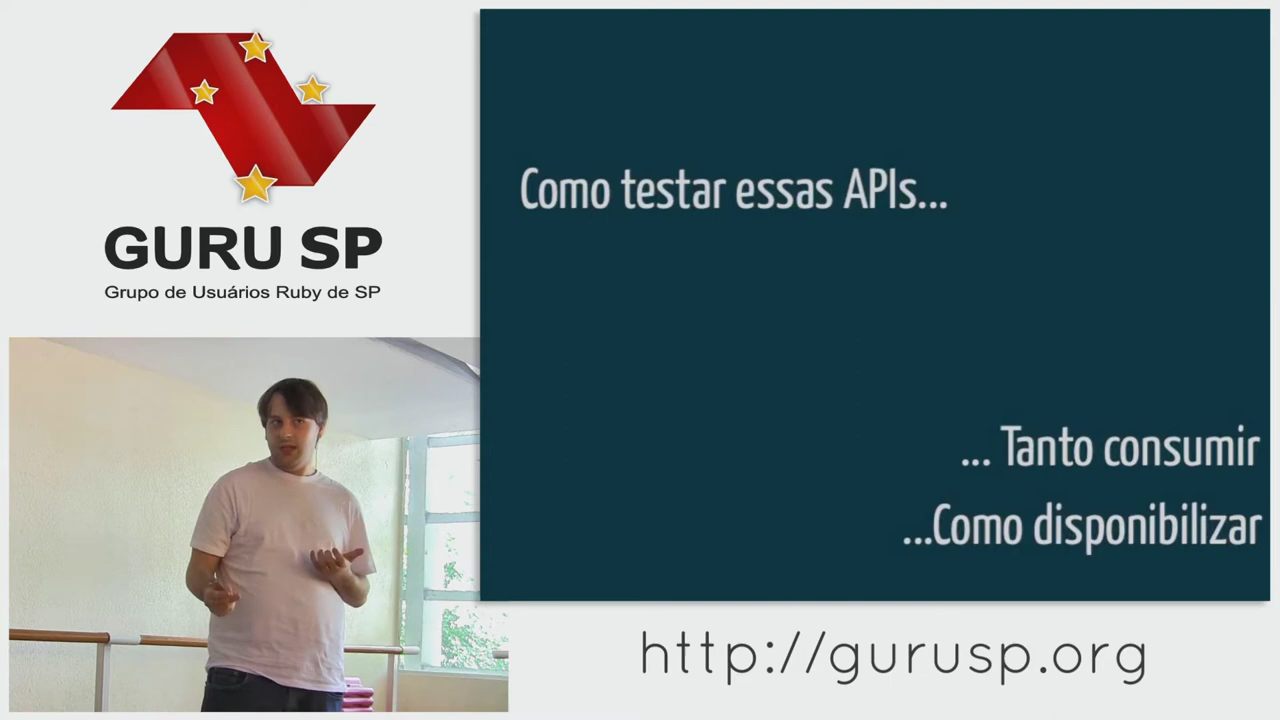 GURU SP
Grupo de Usuários Ruby de SP
Como testar essas APIs...
... Tanto consumir
...Como disponibilizar
http://gurusp.org